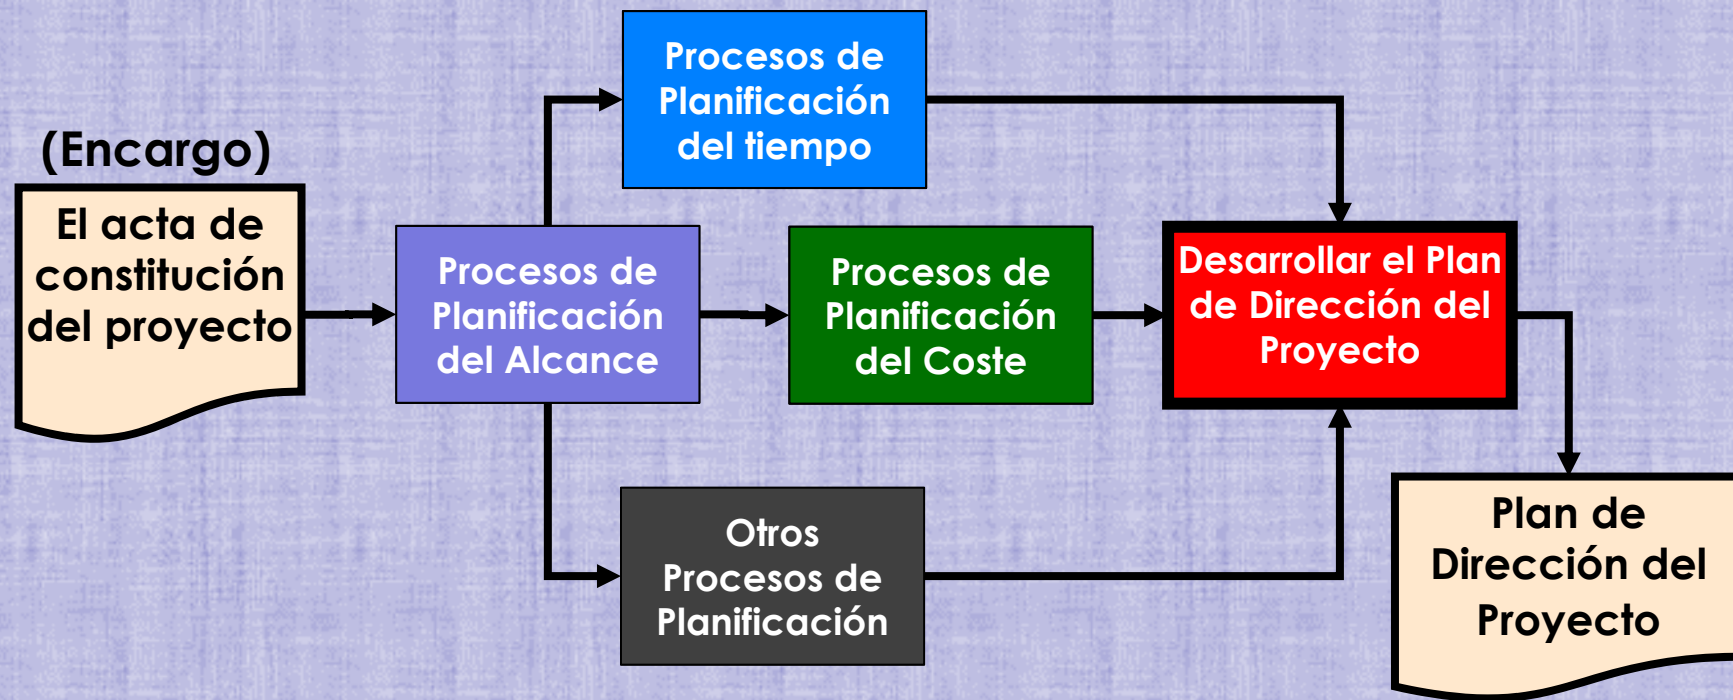 (Encargo)
El acta de
constitución
del proyecto
Procesos de
Planificación
del Alcance
Procesos de
Planificación
del tiempo
Procesos de
Planificación
del Coste
Otros
Procesos de
Planificación
Desarrollar el Plan
de Dirección del
Proyecto
Plan de
Dirección del
Proyecto